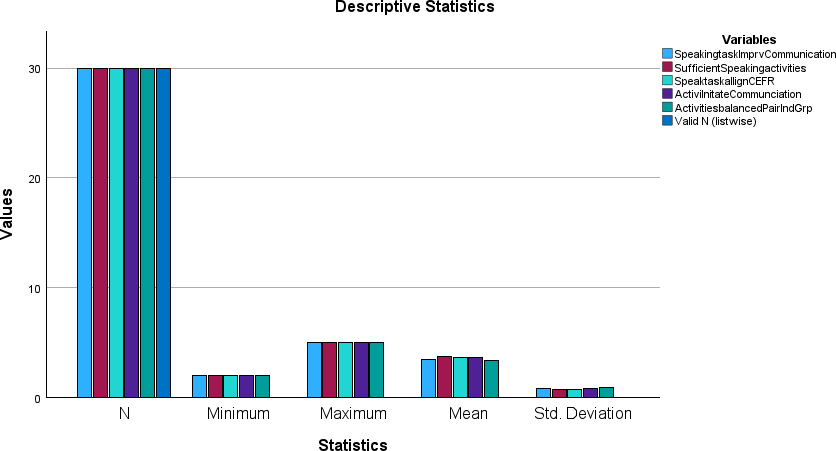 Descriptive Statistics
Variables
SpeakingtaskImprvCommunication
SufficientSpeakingactivities
SpeaktaskallignCEFR
ActiviInitateCommunciation
ActivitiesbalancedPairIndGrp
Valid N (listwise)
30
20
10
0
Values
N
Minimum
Maximum
Mean
Std. Deviation
Statistics